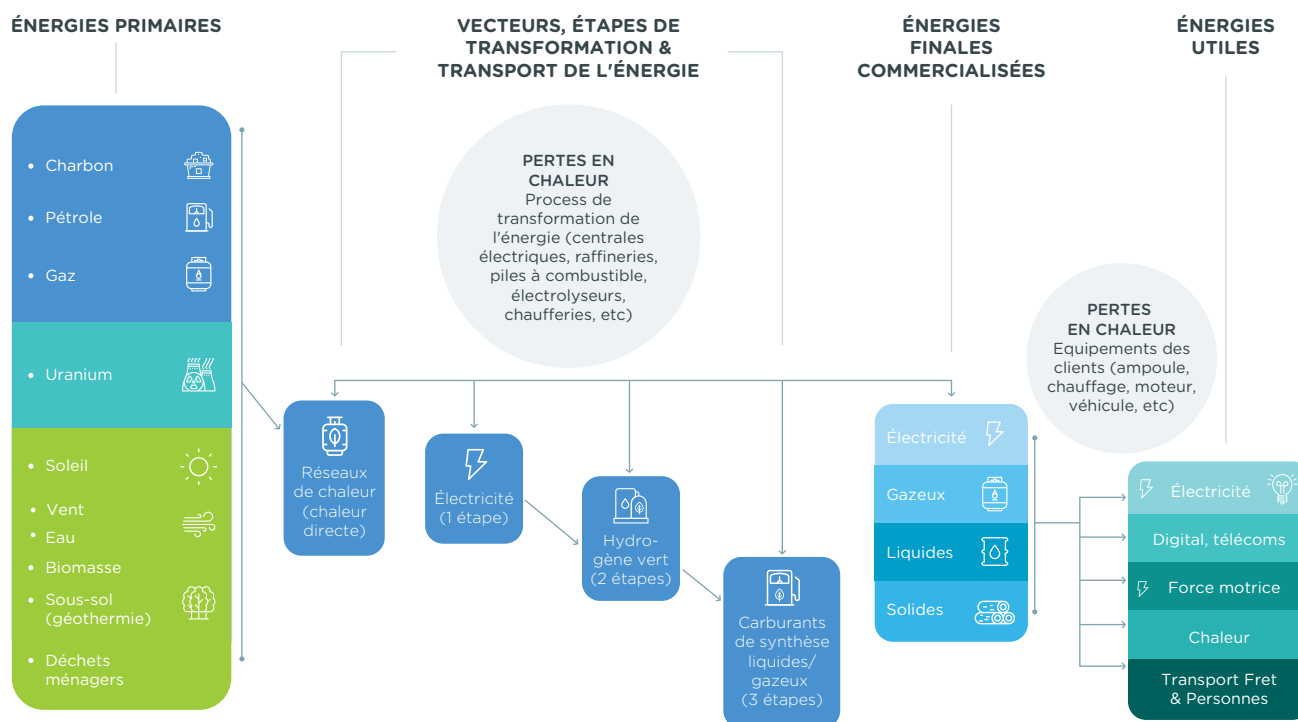 ÉNERGIES PRIMAIRES
VECTEURS, ÉTAPES DE
TRANSFORMATION &
TRANSPORT DE L'ÉNERGIE
ÉNERGIES
FINALES
COMMERCIALISÉES
ÉNERGIES
UTILES
• Charbon
• Pétrole
• Gaz
• Uranium
• Soleil
• Vent
• Eau
• Biomasse
• Sous-sol
(géothermie)
• Déchets
ménagers
PERTES EN
CHALEUR
Process de
transformation de
l'énergie (centrales
électriques, raffineries,
piles à combustible,
électrolyseurs,
chaufferies, etc)
Réseaux
de chaleur
(chaleur
directe)
Électricité
(1 étape)
Hydro-
gène vert
(2 étapes)
Carburants
de synthèse
liquides/
gazeux
(3 étapes)
Électricité
Gazeux
Liquides
Solides
PERTES
EN CHALEUR
Equipements des
clients (ampoule,
chauffage, moteur,
véhicule, etc)
Électricité
Digital, télécoms
Force motrice
Chaleur
Transport Fret
& Personnes